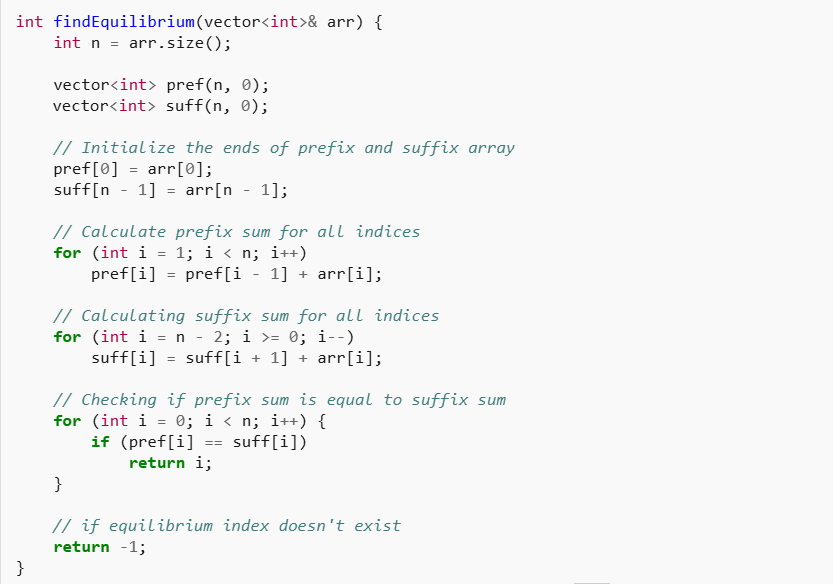 int findEquilibrium(vector<int>& arr) {
    int n = arr.size();

    vector<int> pref(n, 0);
    vector<int> suff(n, 0);

    // Initialize the ends of prefix and suffix array
    pref[0] = arr[0];
    suff[n - 1] = arr[n - 1];

    // Calculate prefix sum for all indices
    for (int i = 1; i < n; i++)
        pref[i] = pref[i - 1] + arr[i];

    // Calculating suffix sum for all indices
    for (int i = n - 2; i >= 0; i--)
        suff[i] = suff[i + 1] + arr[i];

    // Checking if prefix sum is equal to suffix sum
    for (int i = 0; i < n; i++) {
        if (pref[i] == suff[i])
            return i;
    }

    // if equilibrium index doesn't exist
    return -1;
}